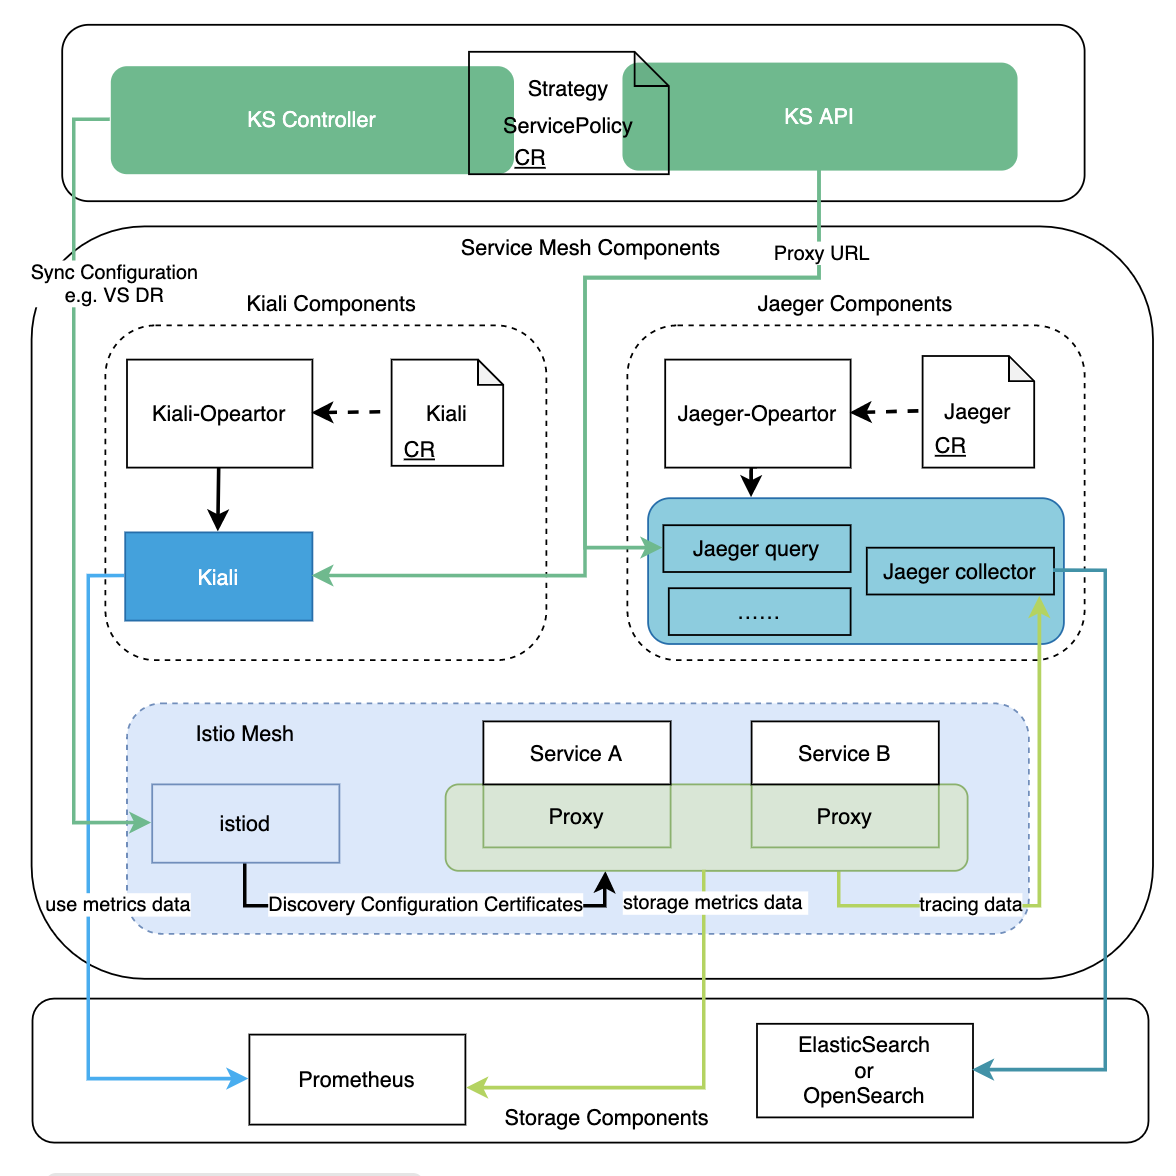 KS Controller
Strategy
ServicePolicy
CR
KS API
Service Mesh Components
Proxy URL
Sync Configuration
e.g. VS DR
Kiali Components
Jaeger Components
Kiali-Opeartor
Kiali
CR
Jaeger-Opeartor
Jaeger
CR
Kiali
Jaeger query
Jaeger collector
......
Istio Mesh
Service A
Service B
istiod
Proxy
Proxy
use metrics data
Discovery Configuration Certificates
storage metrics data
tracing data
Prometheus
ElasticSearch
or
OpenSearch
Storage Components